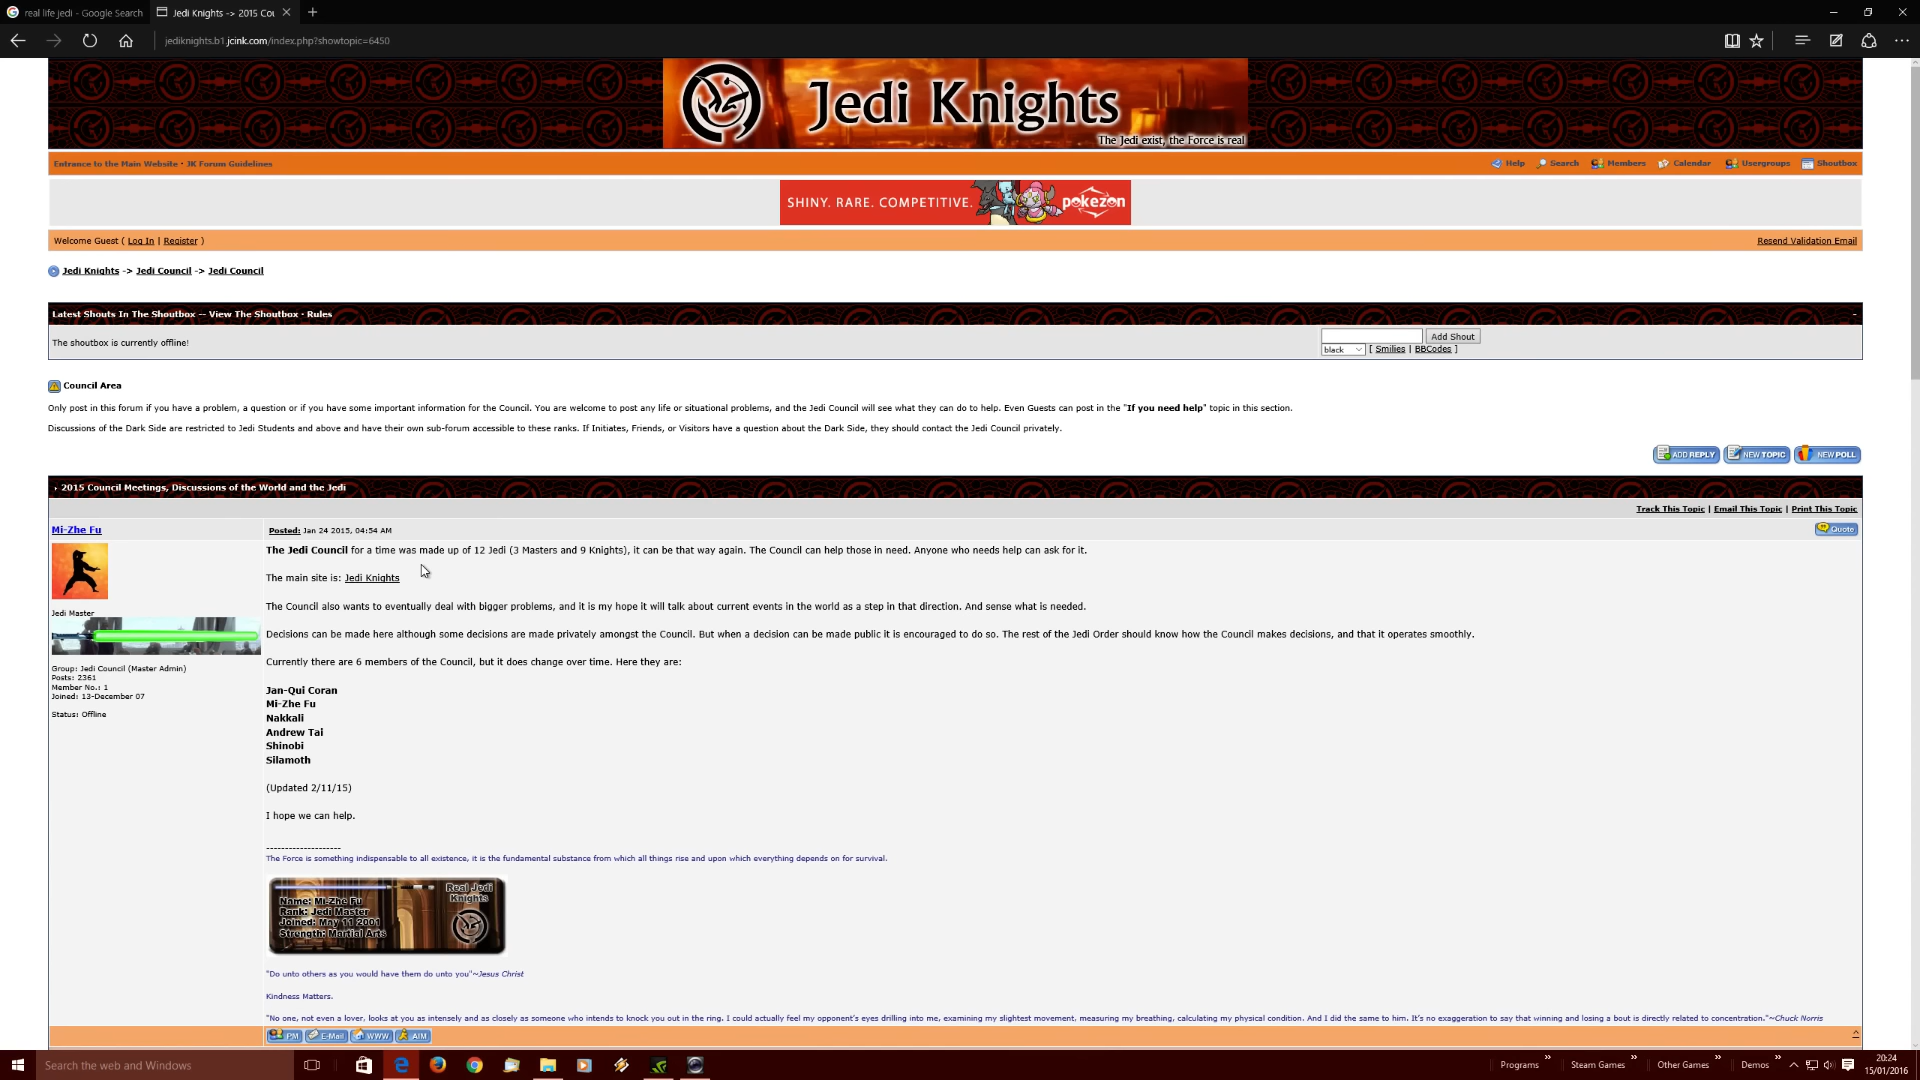 real life jedi - Google Search
Jedi Knights -> 2015 Cou
jediknights.b1.jcink.com/index.php?showtopic=6450
Jedi Knights
The Jedi exist, the Force is real
Entrance to the Main Website · JK Forum Guidelines
Help Search Members Calendar Usergroups Shoutbox
SHINY. RARE. COMPETITIVE. pokezon
Welcome Guest ( Log In | Register )
Resend Validation Email
Jedi Knights -> Jedi Council -> Jedi Council
Latest Shouts In The Shoutbox -- View The Shoutbox · Rules
-
The shoutbox is currently offline!
Add Shout
black [ Smilies | BBCodes ]
Council Area
Only post in this forum if you have a problem, a question or if you have some important information for the Council. You are welcome to post any life or situational problems, and the Jedi Council will see what they can do to help. Even Guests can post in the "If you need help" topic in this section.
Discussions of the Dark Side are restricted to Jedi Students and above and have their own sub-forum accessible to these ranks. If Initiates, Friends, or Visitors have a question about the Dark Side, they should contact the Jedi Council privately.
ADD REPLY NEW TOPIC NEW POLL
2015 Council Meetings, Discussions of the World and the Jedi
Track This Topic | Email This Topic | Print This Topic
Mi-Zhe Fu
Posted: Jan 24 2015, 04:54 AM
Quote
Jedi Master
Group: Jedi Council (Master Admin)
Posts: 2361
Member No.: 1
Joined: 13-December 07
Status: Offline
The Jedi Council for a time was made up of 12 Jedi (3 Masters and 9 Knights), it can be that way again. The Council can help those in need. Anyone who needs help can ask for it.
The main site is: Jedi Knights
The Council also wants to eventually deal with bigger problems, and it is my hope it will talk about current events in the world as a step in that direction. And sense what is needed.
Decisions can be made here although some decisions are made privately amongst the Council. But when a decision can be made public it is encouraged to do so. The rest of the Jedi Order should know how the Council makes decisions, and that it operates smoothly.
Currently there are 6 members of the Council, but it does change over time. Here they are:
Jan-Qui Coran
Mi-Zhe Fu
Nakkali
Andrew Tai
Shinobi
Silamoth
(Updated 2/11/15)
I hope we can help.
--------------------
The Force is something indispensable to all existence, it is the fundamental substance from which all things rise and upon which everything depends on for survival.
Real Jedi
Knights
Name: Mi-Zhe Fu
Rank: Jedi Master
Joined: May 11 2001
Strength: Martial Arts
"Do unto others as you would have them do unto you"~Jesus Christ
Kindness Matters.
"No one, not even a lover, looks at you as intensely and as closely as someone who intends to knock you out in the ring. I could actually feel my opponent's eyes drilling into me, examining my slightest movement, measuring my breathing, calculating my physical condition. And I did the same to him. It's no exaggeration to say that winning and losing a bout is directly related to concentration."~Chuck Norris
PM E-Mail WWW AIM
Search the web and Windows
Programs Steam Games Other Games Demos
20:24
15/01/2016